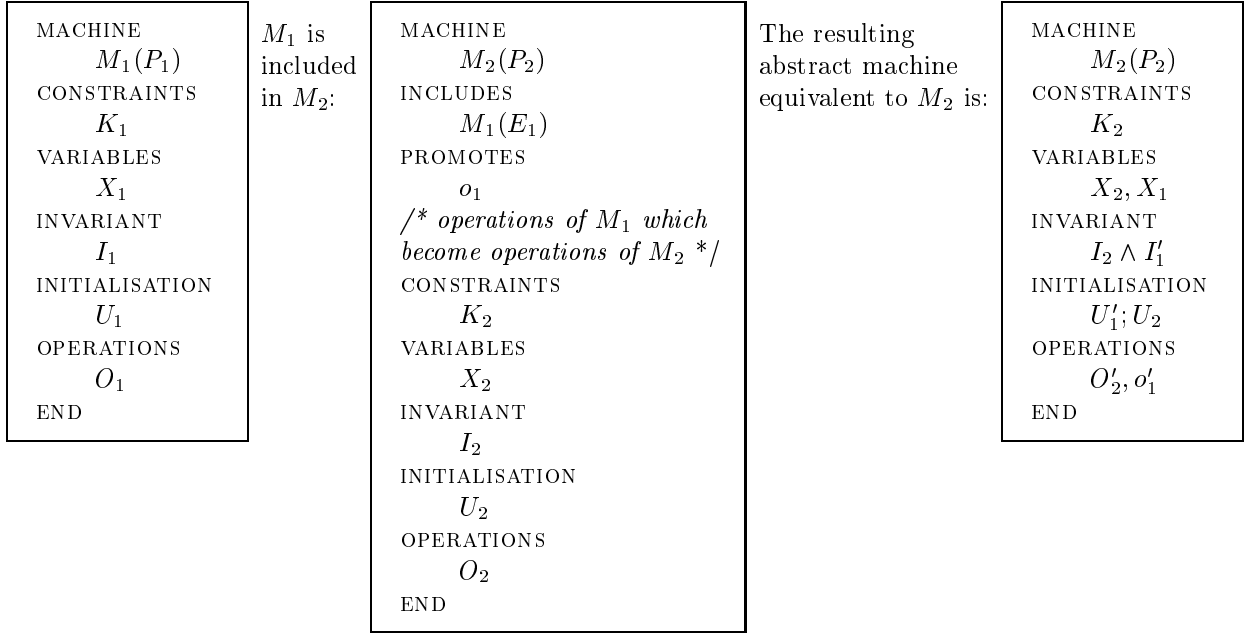 MACHINE
M₁(P₁)
CONSTRAINTS
K₁
VARIABLES
X₁
INVARIANT
I₁
INITIALISATION
U₁
OPERATIONS
O₁
END
M₁ is
included
in M₂:
MACHINE
M₂(P₂)
INCLUDES
M₁(E₁)
PROMOTES
o₁
/* operations of M₁ which
become operations of M₂ */
CONSTRAINTS
K₂
VARIABLES
X₂
INVARIANT
I₂
INITIALISATION
U₂
OPERATIONS
O₂
END
The resulting
abstract machine
equivalent to M₂ is:
MACHINE
M₂(P₂)
CONSTRAINTS
K₂
VARIABLES
X₂, X₁
INVARIANT
I₂ ∧ I₁′
INITIALISATION
U₁′; U₂
OPERATIONS
O₂′, o₁′
END